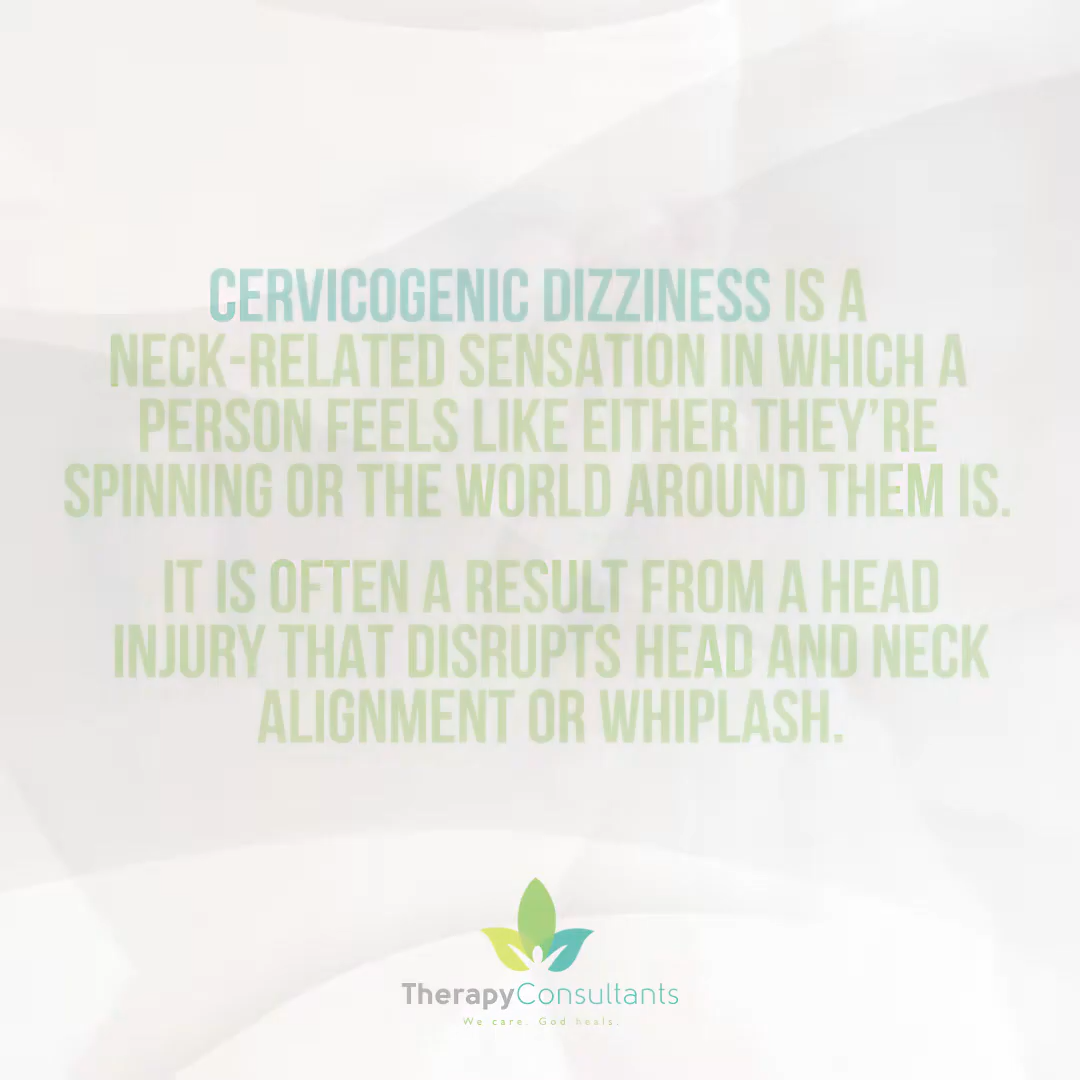 CERVICOGENIC DIZZINESS IS A
NECK-RELATED SENSATION IN WHICH A
PERSON FEELS LIKE EITHER THEY'RE
SPINNING OR THE WORLD AROUND THEM IS.
IT IS OFTEN A RESULT FROM A HEAD
INJURY THAT DISRUPTS HEAD AND NECK
ALIGNMENT OR WHIPLASH.
TherapyConsultants
We care. God heals.